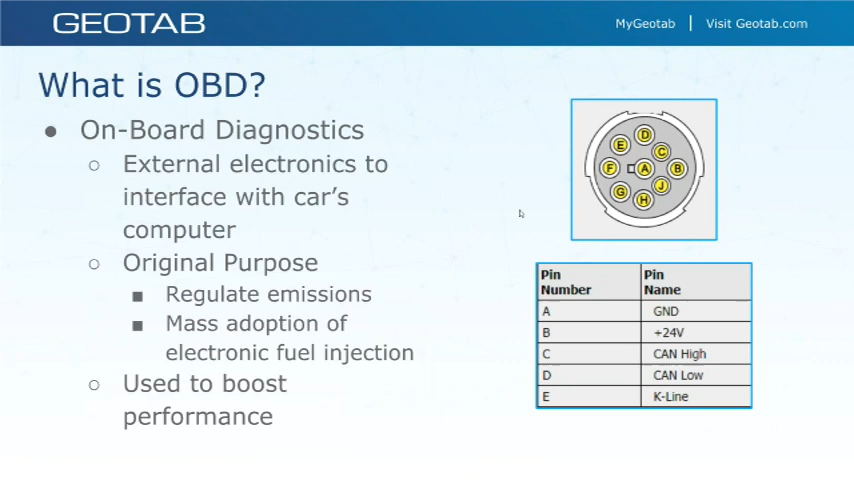 GEOTAB
MyGeotab | Visit Geotab.com
What is OBD?
● On-Board Diagnostics
○ External electronics to
interface with car's
computer
○ Original Purpose
■ Regulate emissions
■ Mass adoption of
electronic fuel injection
○ Used to boost
performance
D
E
C
F
A
B
G
J
H
Pin Number Pin Name
A GND
B +24V
C CAN High
D CAN Low
E K-Line